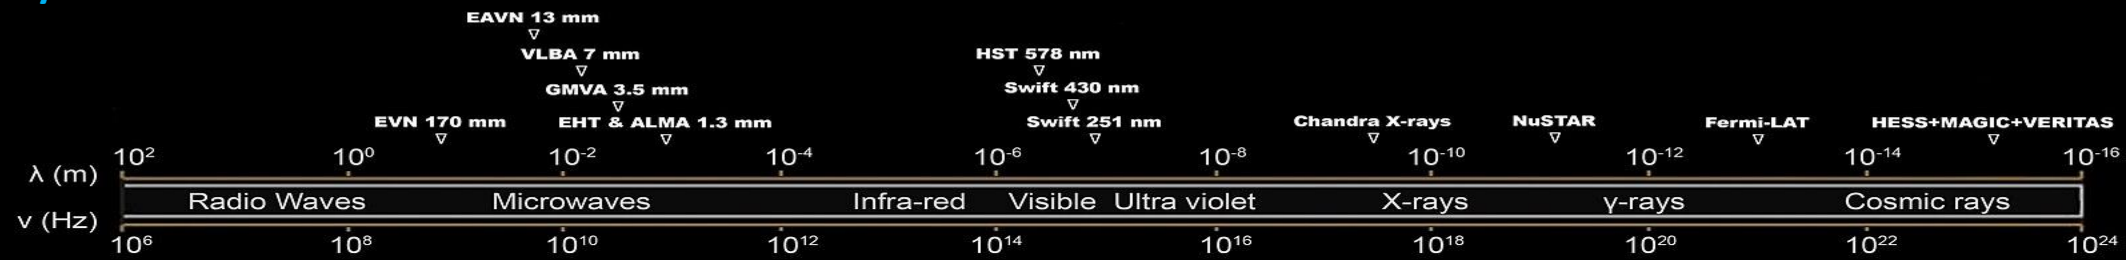 EAVN 13 mm
VLBA 7 mm
HST 578 nm
GMVA 3.5 mm
Swift 430 nm
EVN 170 mm
EHT & ALMA 1.3 mm
Swift 251 nm
Chandra X-rays
NuSTAR
Fermi-LAT
HESS+MAGIC+VERITAS
λ (m)
10² 10⁰ 10⁻² 10⁻⁴ 10⁻⁶ 10⁻⁸ 10⁻¹⁰ 10⁻¹² 10⁻¹⁴ 10⁻¹⁶
Radio Waves Microwaves Infra-red Visible Ultra violet X-rays γ-rays Cosmic rays
ν (Hz)
10⁶ 10⁸ 10¹⁰ 10¹² 10¹⁴ 10¹⁶ 10¹⁸ 10²⁰ 10²² 10²⁴